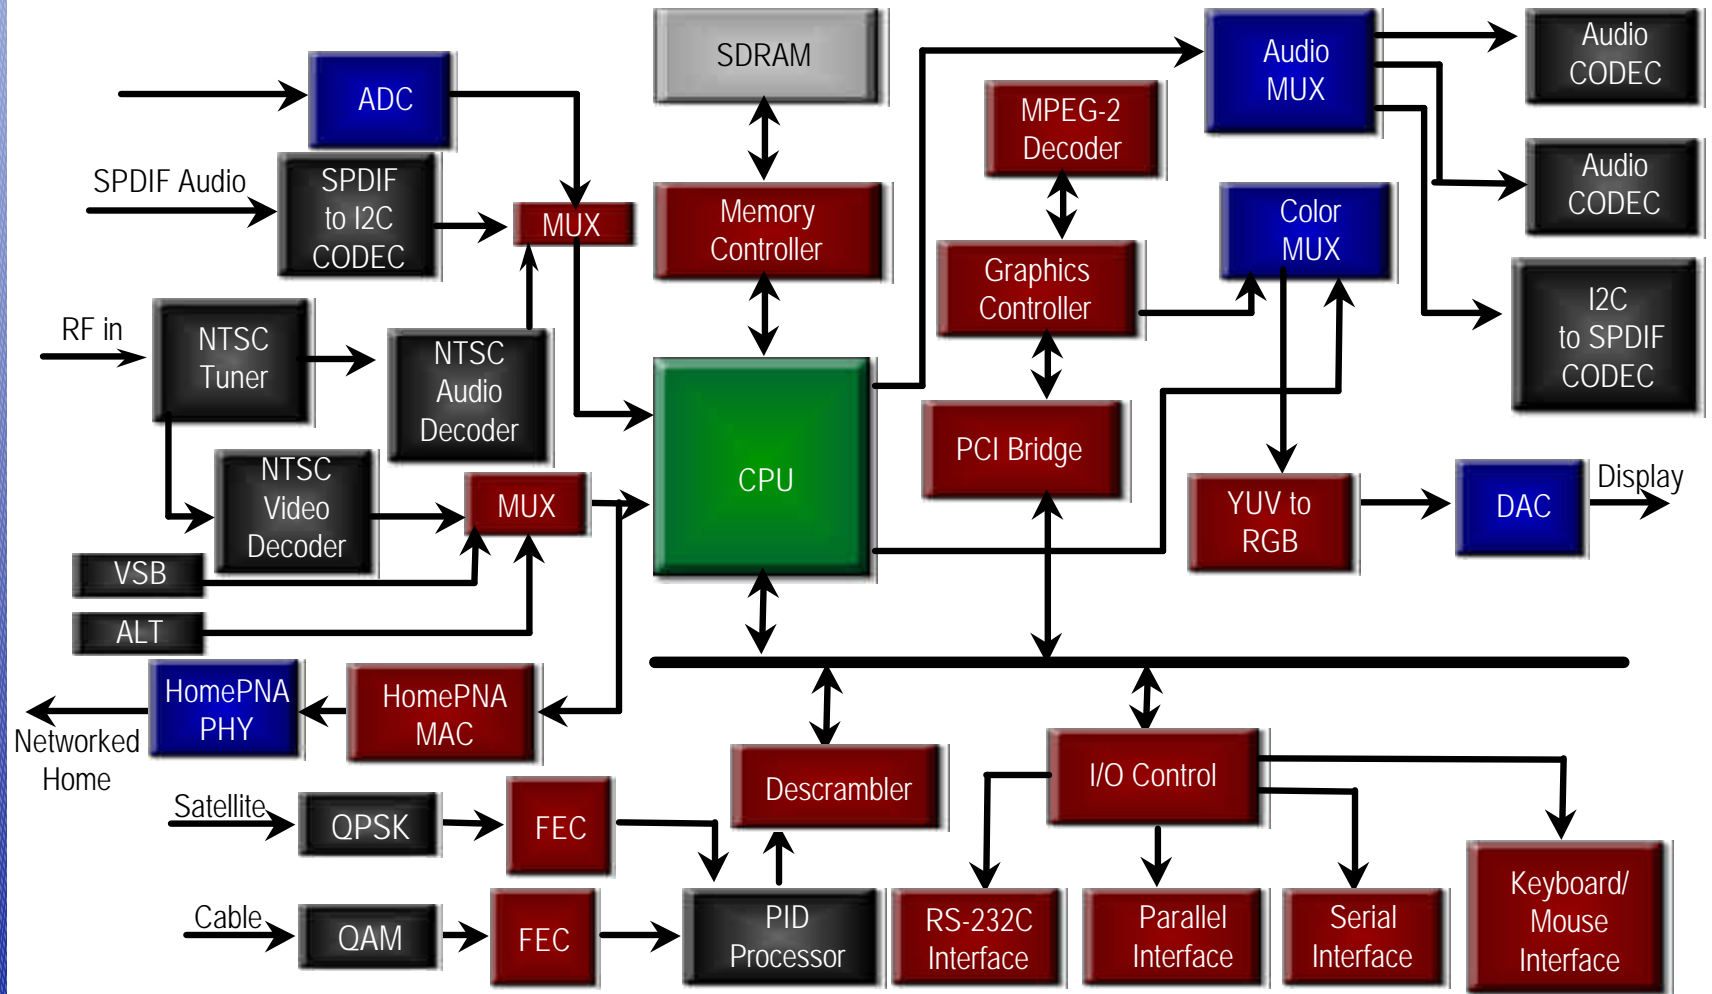 SDRAM
Audio
MUX
Audio
CODEC
ADC
MPEG-2
Decoder
SPDIF Audio
SPDIF
to I2C
CODEC
MUX
Memory
Controller
Color
MUX
Audio
CODEC
Graphics
Controller
I2C
to SPDIF
CODEC
RF in
NTSC
Tuner
NTSC
Audio
Decoder
CPU
PCI Bridge
NTSC
Video
Decoder
MUX
YUV to
RGB
DAC
Display
VSB
ALT
HomePNA
PHY
HomePNA
MAC
Networked
Home
Descrambler
I/O Control
Satellite
QPSK
FEC
Cable
QAM
FEC
PID
Processor
RS-232C
Interface
Parallel
Interface
Serial
Interface
Keyboard/
Mouse
Interface